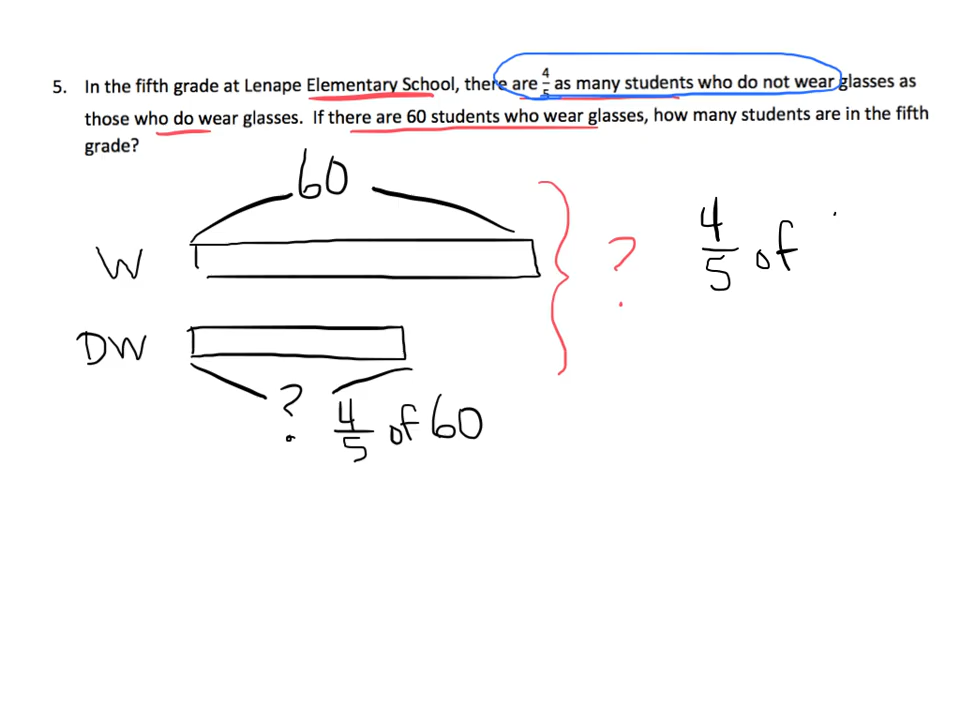 5. In the fifth grade at Lenape Elementary School, there are 4/5 as many students who do not wear glasses as
those who do wear glasses. If there are 60 students who wear glasses, how many students are in the fifth
grade?
60
W
? 4/5 of
DW
? 4/5 of 60